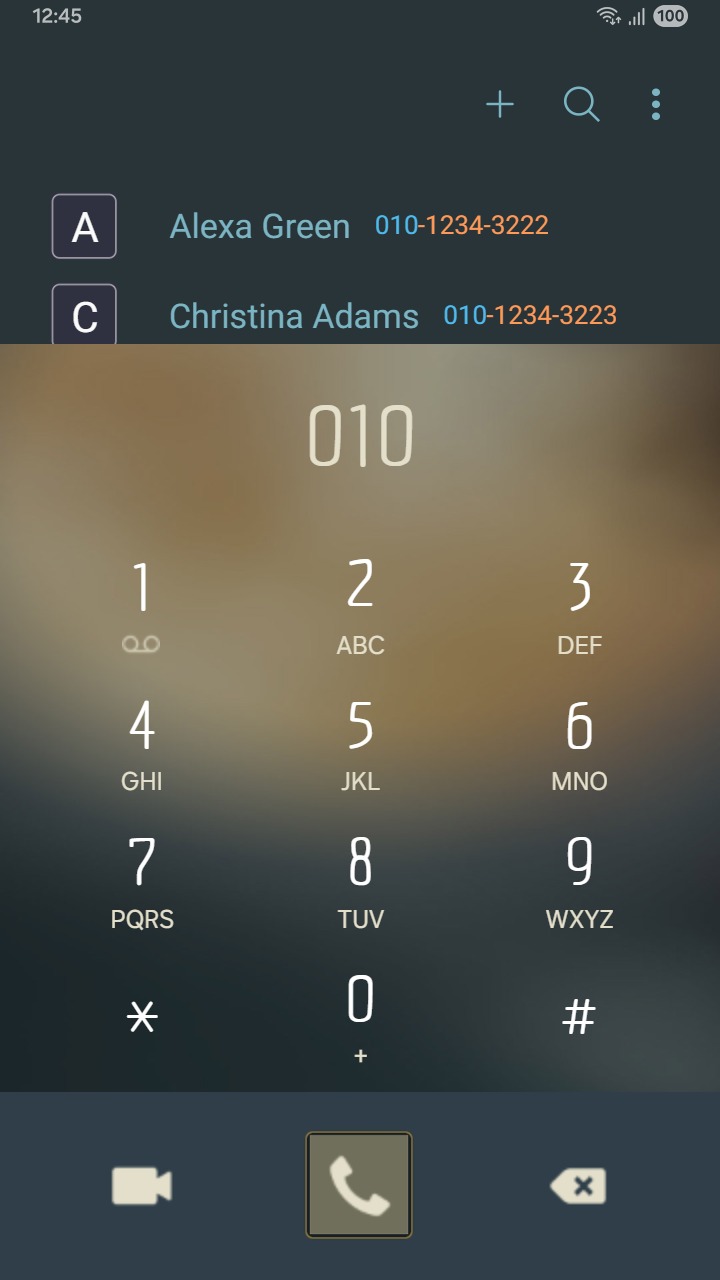 12:45 100
A Alexa Green 010-1234-3222
C Christina Adams 010-1234-3223
010
1 2 3
ABC DEF
4 5 6
GHI JKL MNO
7 8 9
PQRS TUV WXYZ
* 0 #
+